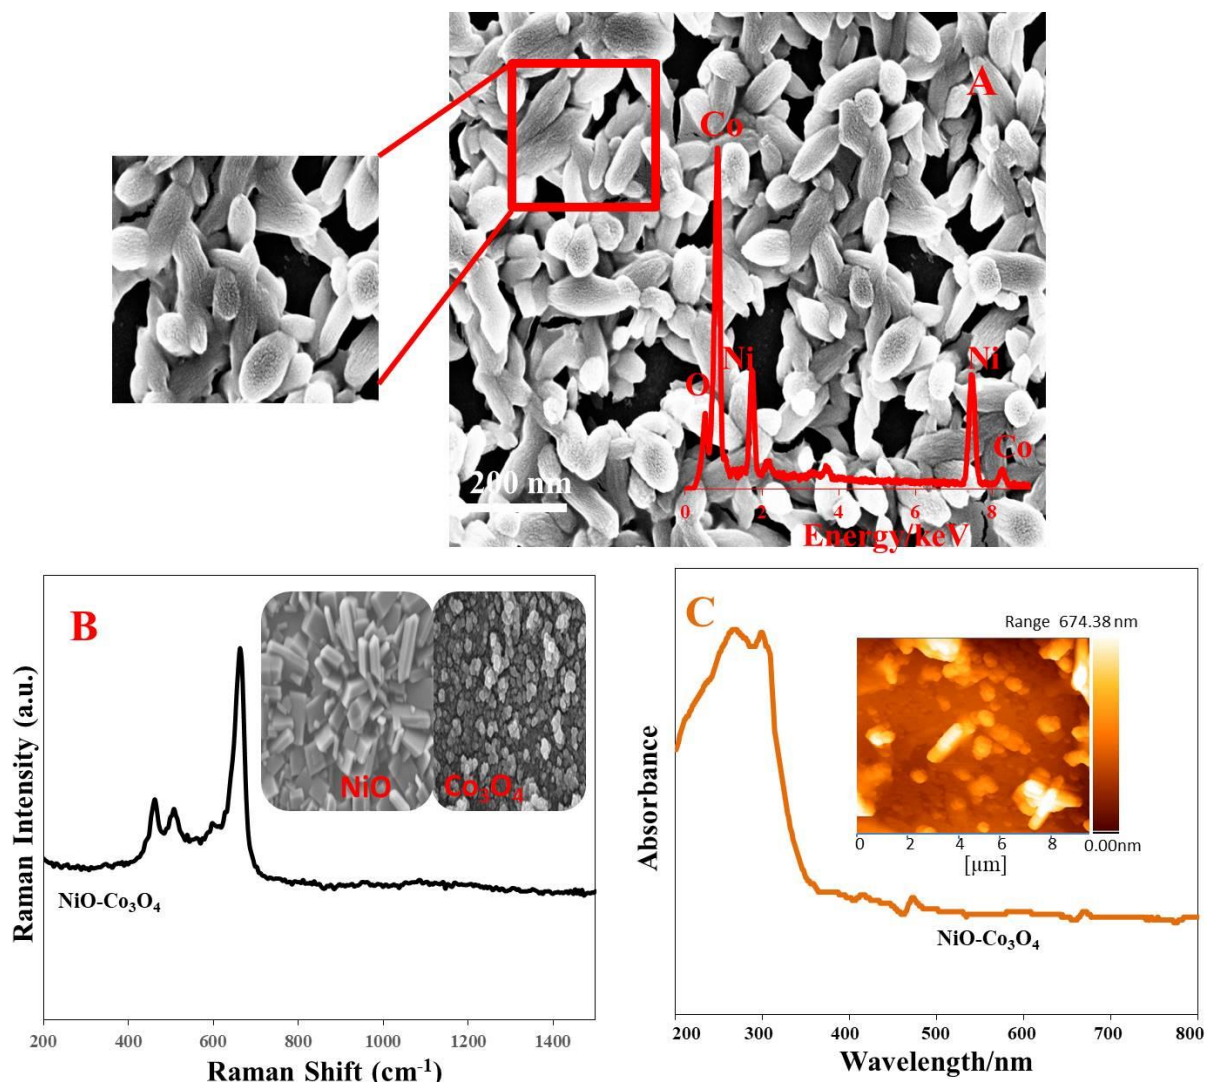 A
Co
Ni
O
Ni
Co
200 nm
0 2 4 6 8
Energy/keV
B
NiO
Co₃O₄
Raman Intensity (a.u.)
NiO-Co₃O₄
200 400 600 800 1000 1200 1400
Raman Shift (cm⁻¹)
C
Range 674.38 nm
0 2 4 6 8
0.00nm
[µm]
Absorbance
NiO-Co₃O₄
200 300 400 500 600 700 800
Wavelength/nm